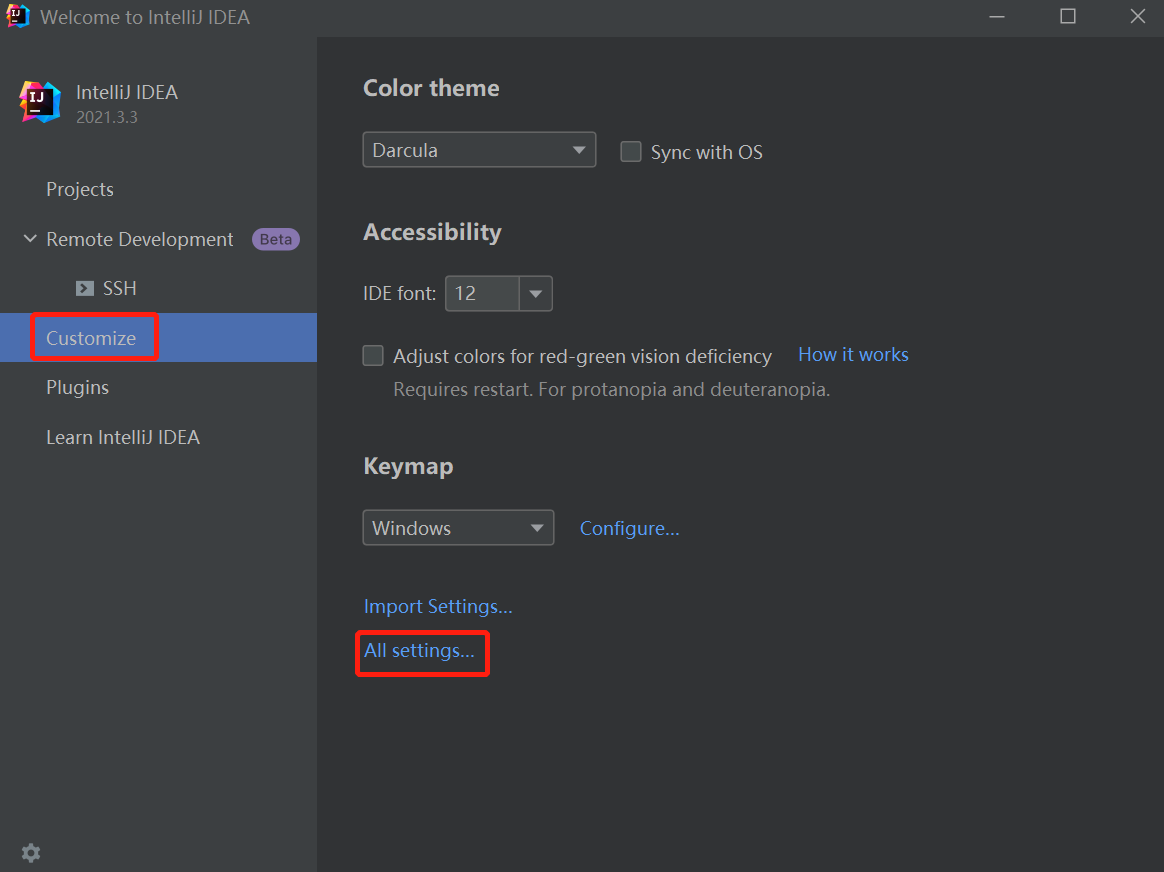 Welcome to IntelliJ IDEA
IntelliJ IDEA
2021.3.3
Projects
Remote Development Beta
SSH
Customize
Plugins
Learn IntelliJ IDEA
Color theme
Darcula Sync with OS
Accessibility
IDE font: 12
Adjust colors for red-green vision deficiency How it works
Requires restart. For protanopia and deuteranopia.
Keymap
Windows Configure...
Import Settings...
All settings...